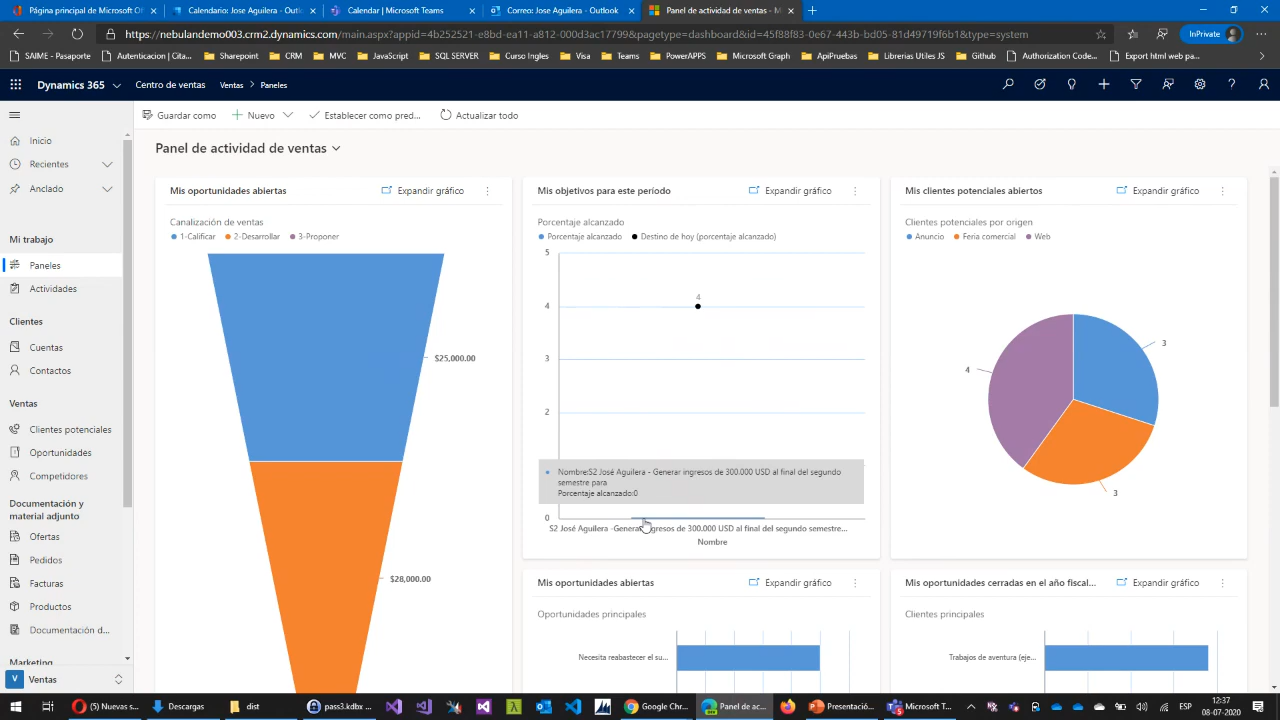 Página principal de Microsoft Of
Calendario: Jose Aguilera - Outlo
Calendar | Microsoft Teams
Correo: Jose Aguilera - Outlook
Panel de actividad de ventas - M
https://nebulandemo003.crm2.dynamics.com/main.aspx?appid=4b252521-e8bd-ea11-a812-000d3ac17799&pagetype=dashboard&id=45f88f83-0e67-443b-bd05-81d49719f6b1&type=system
InPrivate
SAIME - Pasaporte
Autenticacion | Cita...
Sharepoint
CRM
MVC
JavaScript
SQL SERVER
Curso Ingles
Visa
Teams
PowerAPPS
Microsoft Graph
ApiPruebas
Librerias Utiles JS
Github
Authorization Code...
Export html web pa...
Dynamics 365
Centro de ventas
Ventas > Paneles
Guardar como
Nuevo
Establecer como pred...
Actualizar todo
Panel de actividad de ventas
Inicio
Recientes
Anclado
Mi trabajo
Paneles
Actividades
Clientes
Cuentas
Contactos
Ventas
Clientes potenciales
Oportunidades
Competidores
Documentación y
material adjunto
Ofertas
Pedidos
Facturas
Productos
Documentación d...
Marketing
V Ventas
Mis oportunidades abiertas
Expandir gráfico
Canalización de ventas
1-Calificar 2-Desarrollar 3-Proponer
$25,000.00
$28,000.00
Mis objetivos para este período
Expandir gráfico
Porcentaje alcanzado
Porcentaje alcanzado Destino de hoy (porcentaje alcanzado)
5
4
4
3
2
Nombre:S2 José Aguilera - Generar ingresos de 300.000 USD al final del segundo
semestre para
Porcentaje alcanzado:0
0
S2 José Aguilera -Generar ingresos de 300.000 USD al final del segundo semestre...
Nombre
Mis clientes potenciales abiertos
Expandir gráfico
Clientes potenciales por origen
Anuncio Feria comercial Web
3
4
3
Mis oportunidades abiertas
Expandir gráfico
Oportunidades principales
Necesita reabastecer el su...
Mis oportunidades cerradas en el año fiscal...
Expandir gráfico
Clientes principales
Trabajos de aventura (eje...
(5) Nuevas s...
Descargas
dist
pass3.kdbx ...
Google Chr...
Panel de ac...
Presentació...
Microsoft T...
ESP
12:37
08-07-2020